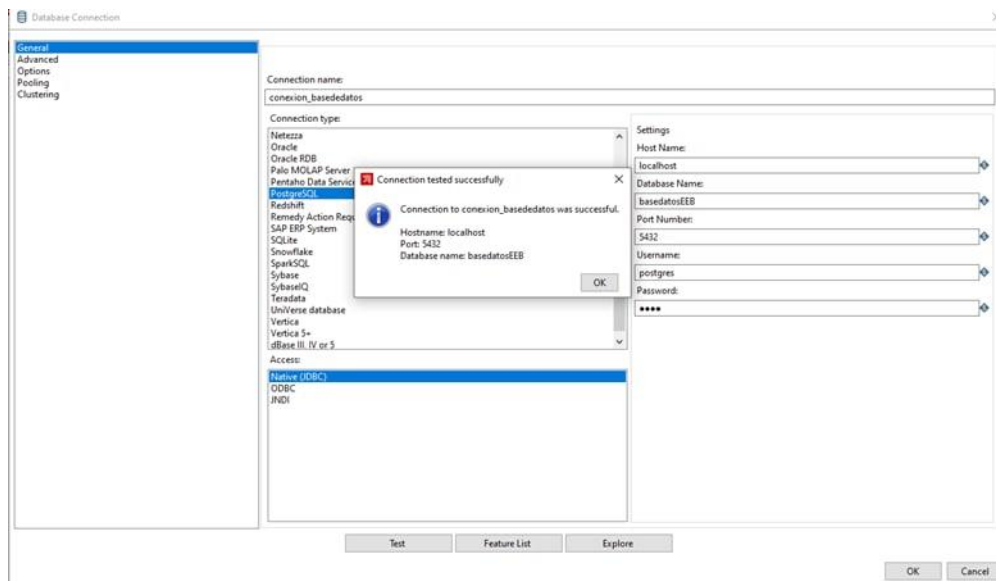 Database Connection
General
Advanced
Options
Pooling
Clustering
Connection name:
conexion_basededatos
Connection type:
Netezza
Oracle
Oracle RDB
Palo MOLAP Server
Pentaho Data Service
PostgreSQL
Redshift
Remedy Action Requ
SAP ERP System
SQLite
Snowflake
SparkSQL
Sybase
SybaseIQ
Teradata
UniVerse database
Vertica
Vertica 5+
dBase III, IV or 5
Access:
Native (JDBC)
ODBC
JNDI
Settings
Host Name:
localhost
Database Name:
basedatosEEB
Port Number:
5432
Username:
postgres
Password:
●●●●
Connection tested successfully
Connection to conexion_basededatos was successful.
Hostname: localhost
Port: 5432
Database name: basedatosEEB
OK
Test
Feature List
Explore
OK
Cancel